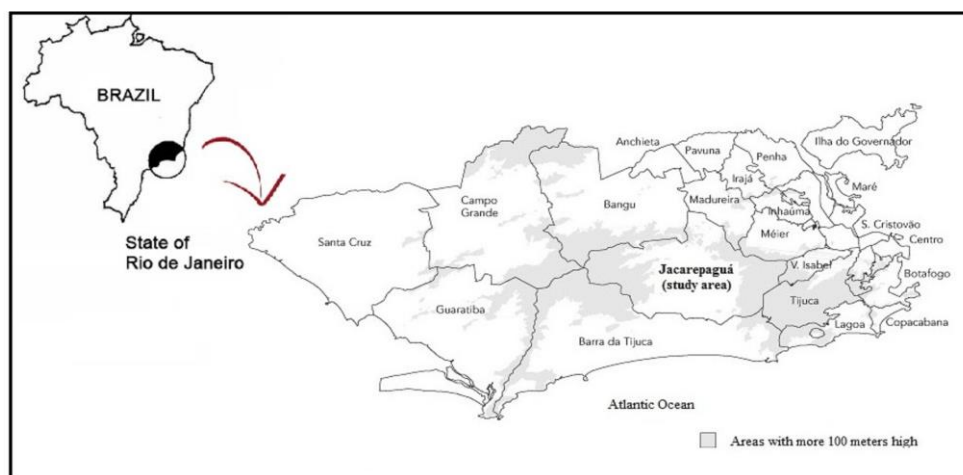 BRAZIL
State of
Rio de Janeiro
Anchieta
Pavuna
Penha
Ilha do Governador
Irajá
Maré
Campo
Grande
Bangu
Madureira
Inhaúma
S. Cristovão
Santa Cruz
Méier
Centro
Jacarepaguá
(study area)
V. Isabel
Botafogo
Guaratiba
Tijuca
Lagoa
Copacabana
Barra da Tijuca
Atlantic Ocean
Areas with more 100 meters high